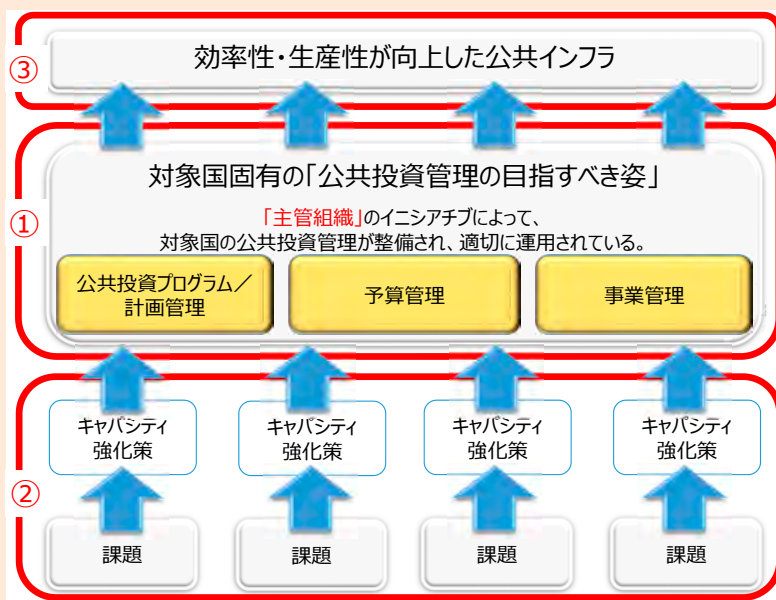 ③
効率性・生産性が向上した公共インフラ
①
対象国固有の「公共投資管理の目指すべき姿」
「主管組織」のイニシアチブによって、
対象国の公共投資管理が整備され、適切に運用されている。
公共投資プログラム／
計画管理
予算管理
事業管理
②
キャパシティ
強化策
キャパシティ
強化策
キャパシティ
強化策
キャパシティ
強化策
課題
課題
課題
課題